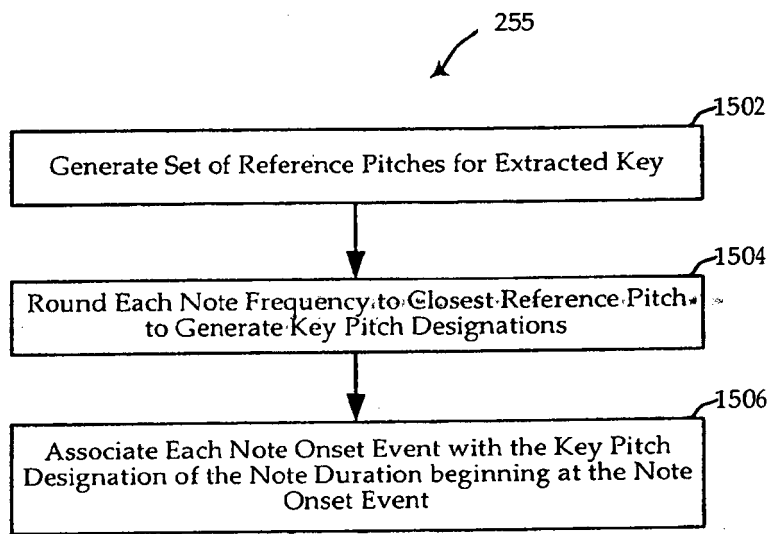 255
1502
Generate Set of Reference Pitches for Extracted Key
1504
Round Each Note Frequency to Closest Reference Pitch
to Generate Key Pitch Designations
1506
Associate Each Note Onset Event with the Key Pitch
Designation of the Note Duration beginning at the Note
Onset Event